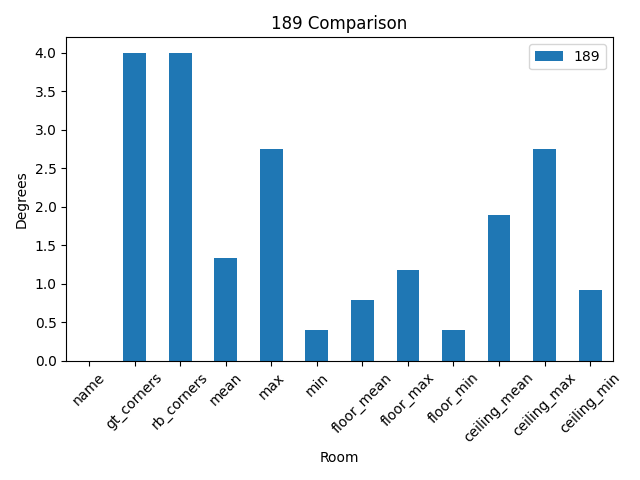 189 Comparison
189
Degrees
4.0
3.5
3.0
2.5
2.0
1.5
1.0
0.5
0.0
name
gt_corners
rb_corners
mean
max
min
floor_mean
floor_max
floor_min
ceiling_mean
ceiling_max
ceiling_min
Room